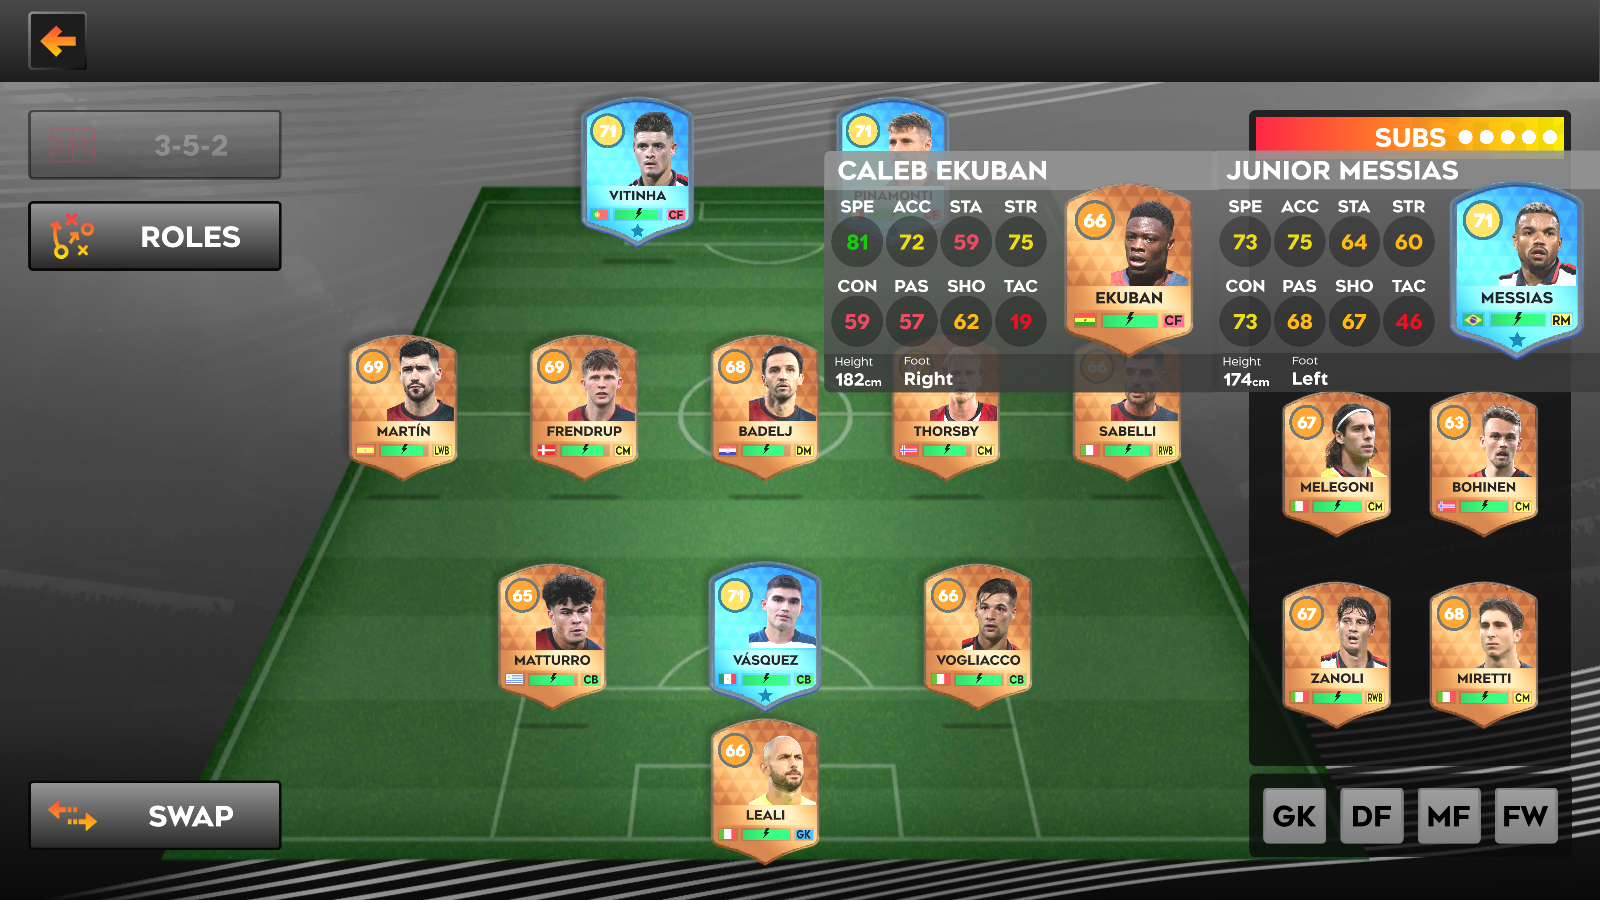 3-5-2
ROLES
SWAP
71
VITINHA
CF
71
PINAMONTI
CF
SUBS
CALEB EKUBAN
SPE ACC STA STR
81 72 59 75
CON PAS SHO TAC
59 57 62 19
Height Foot
182cm Right
66
EKUBAN
CF
JUNIOR MESSIAS
SPE ACC STA STR
73 75 64 60
CON PAS SHO TAC
73 68 67 46
Height Foot
174cm Left
71
MESSIAS
RM
69
MARTÍN
LWB
69
FRENDRUP
CM
68
BADELJ
DM
THORSBY
CM
66
SABELLI
RWB
67
MELEGONI
CM
63
BOHINEN
CM
65
MATTURRO
CB
71
VÁSQUEZ
CB
66
VOGLIACCO
CB
67
ZANOLI
RWB
68
MIRETTI
CM
66
LEALI
GK
GK DF MF FW